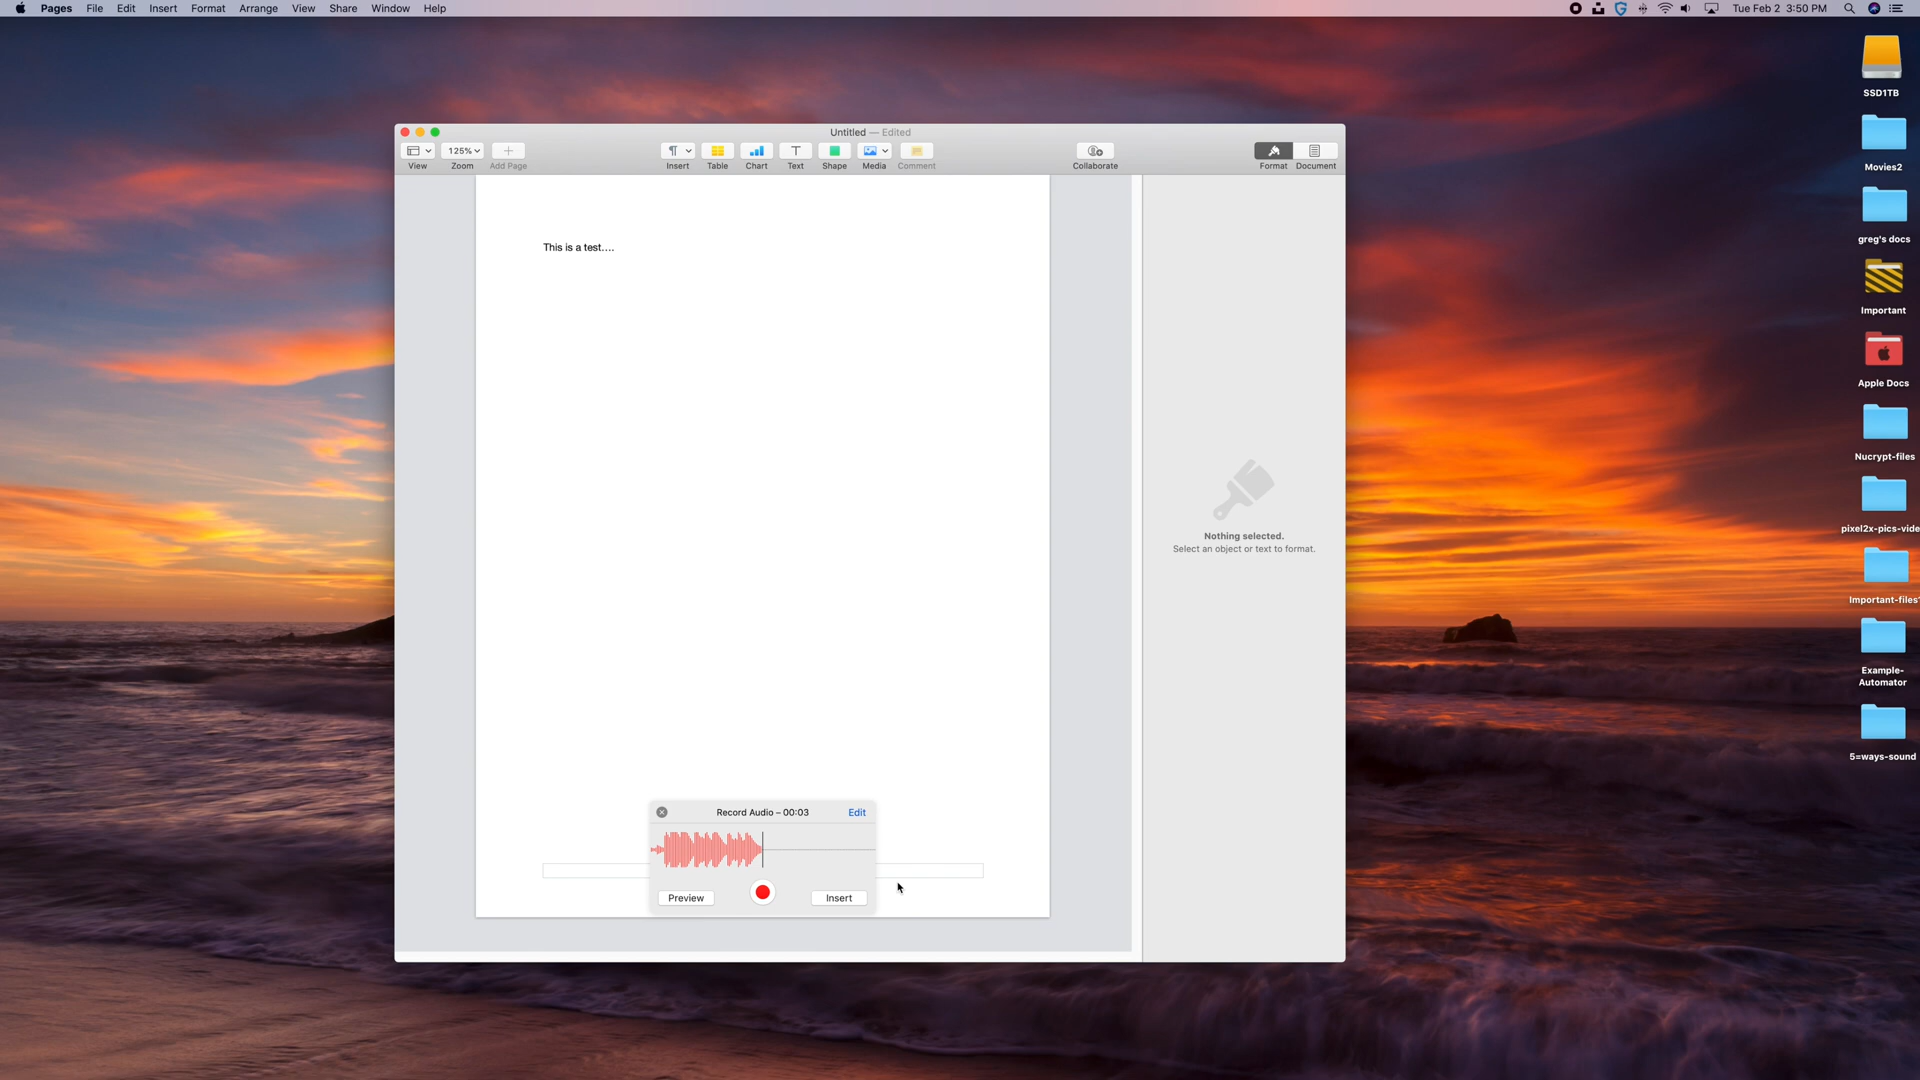 Pages File Edit Insert Format Arrange View Share Window Help
Tue Feb 2 3:50 PM
Untitled — Edited
125%
View Zoom Add Page Insert Table Chart Text Shape Media Comment Collaborate Format Document
This is a test....
Nothing selected.
Select an object or text to format.
Record Audio – 00:03 Edit
Preview Insert
SSD1TB
Movies2
greg's docs
Important
Apple Docs
Nucrypt-files
pixel2x-pics-vide
Important-files
Example-
Automator
5=ways-sound